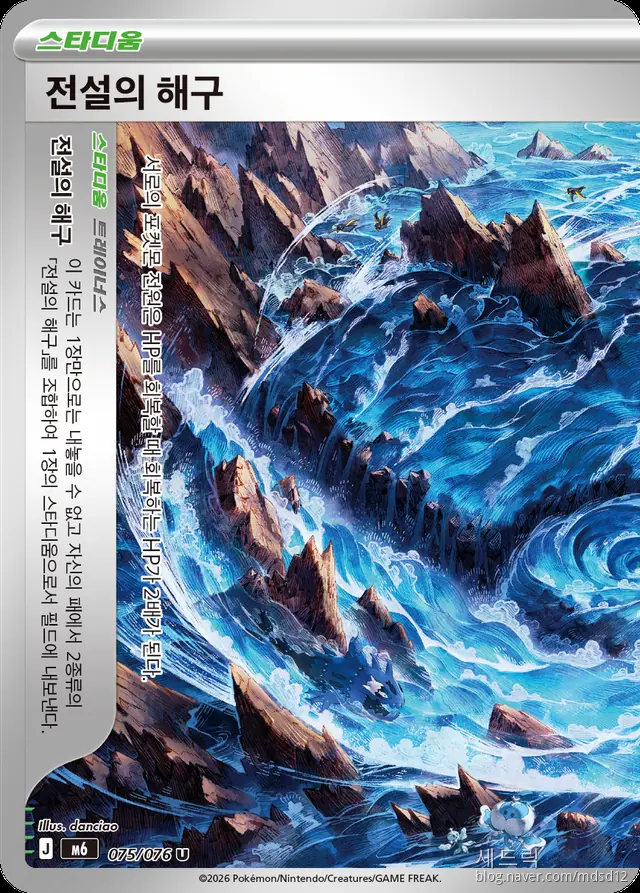 스타디움
전설의 해구
스타디움 트레이너스
전설의 해구
이 카드는 1장만으로는 내놓을 수 없고 자신의 패에서 2종류의
「전설의 해구」를 조합하여 1장의 스타디움으로서 필드에 내보낸다.
서로의 포켓몬 전원은 HP를 회복할 때 회복하는 HP가 2배가 된다.
Illus. danciao
J M6 075/076 U
©2026 Pokémon/Nintendo/Creatures/GAME FREAK.
세드릭
blog.naver.com/mdsd12